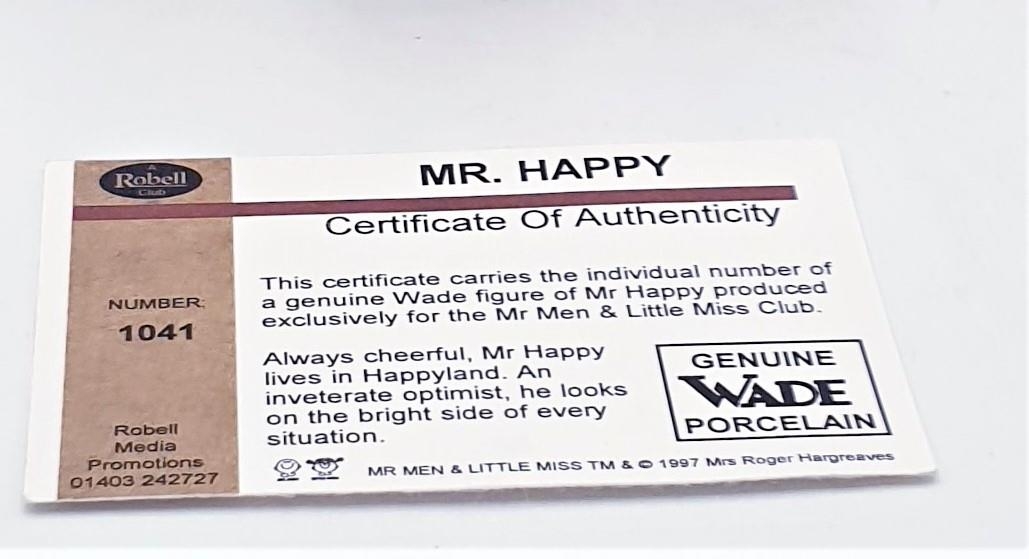 A
Robell
Club
MR. HAPPY
Certificate Of Authenticity
NUMBER:
1041
This certificate carries the individual number of
a genuine Wade figure of Mr Happy produced
exclusively for the Mr Men & Little Miss Club.
Always cheerful, Mr Happy
lives in Happyland. An
inveterate optimist, he looks
on the bright side of every
situation.
GENUINE
WADE
PORCELAIN
Robell
Media
Promotions
01403 242727
MR MEN & LITTLE MISS TM & © 1997 Mrs Roger Hargreaves